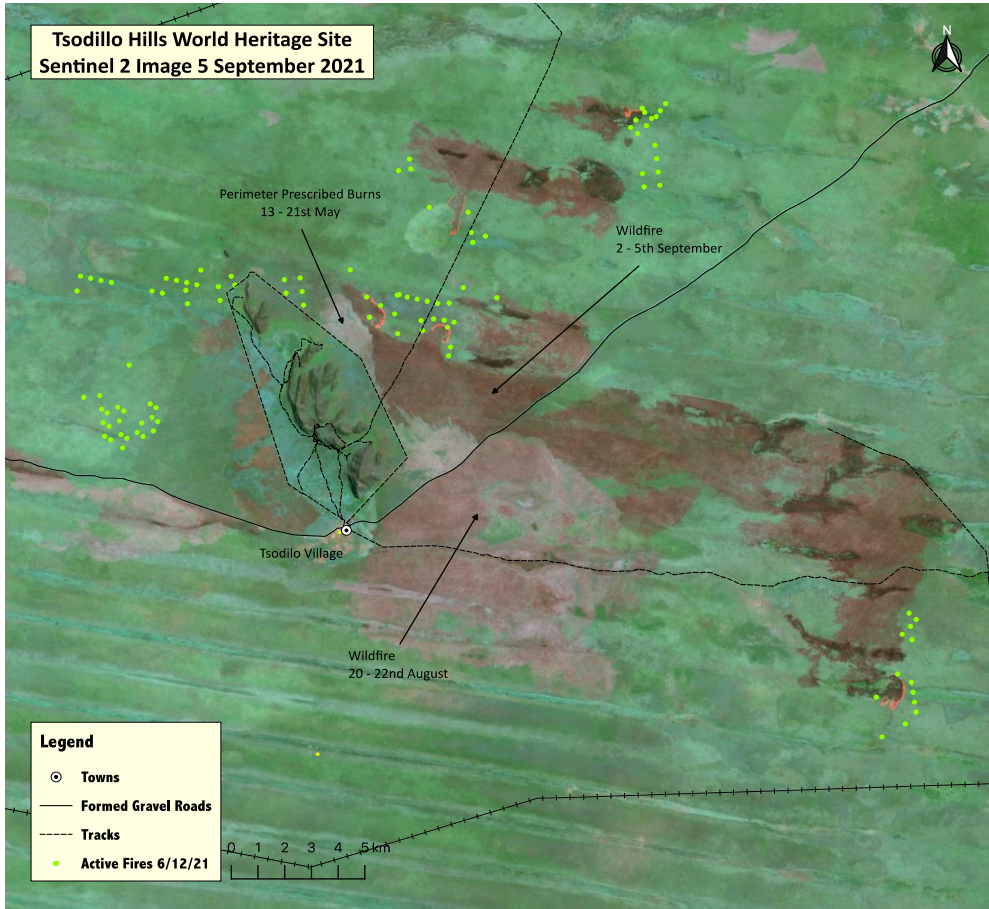 Tsodillo Hills World Heritage Site
Sentinel 2 Image 5 September 2021
N
Perimeter Prescribed Burns
13 - 21st May
Wildfire
2 - 5th September
Tsodilo Village
Wildfire
20 - 22nd August
Legend
Towns
Formed Gravel Roads
Tracks
Active Fires 6/12/21
0 1 2 3 4 5 km